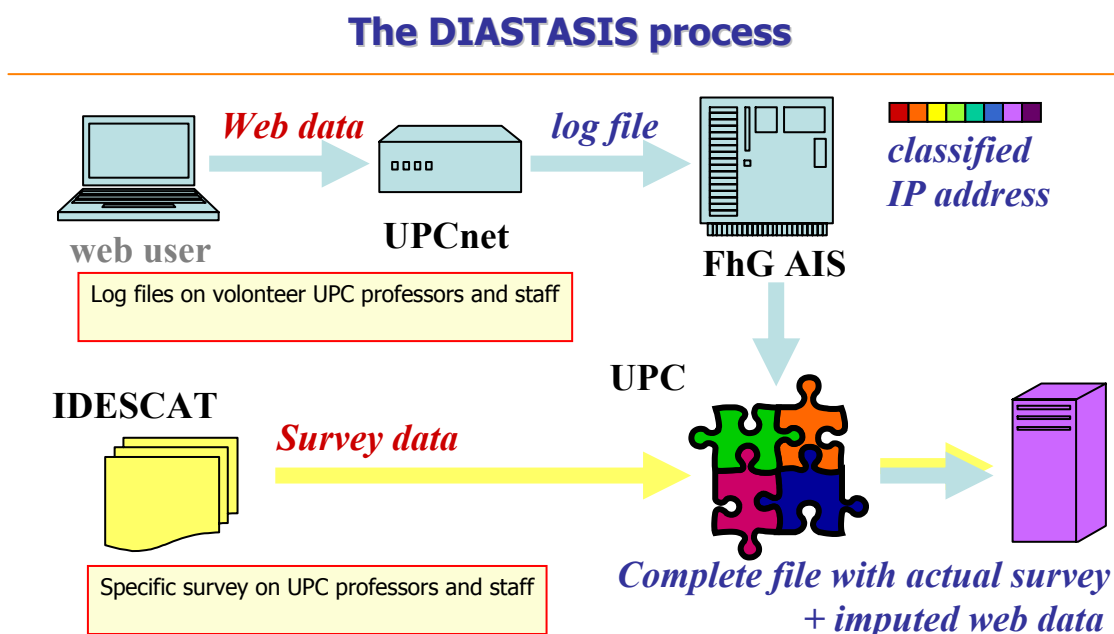 The DIASTASIS process
Web data
log file
classified
IP address
web user
UPCnet
FhG AIS
Log files on volonteer UPC professors and staff
UPC
IDESCAT
Survey data
Specific survey on UPC professors and staff
Complete file with actual survey
+ imputed web data